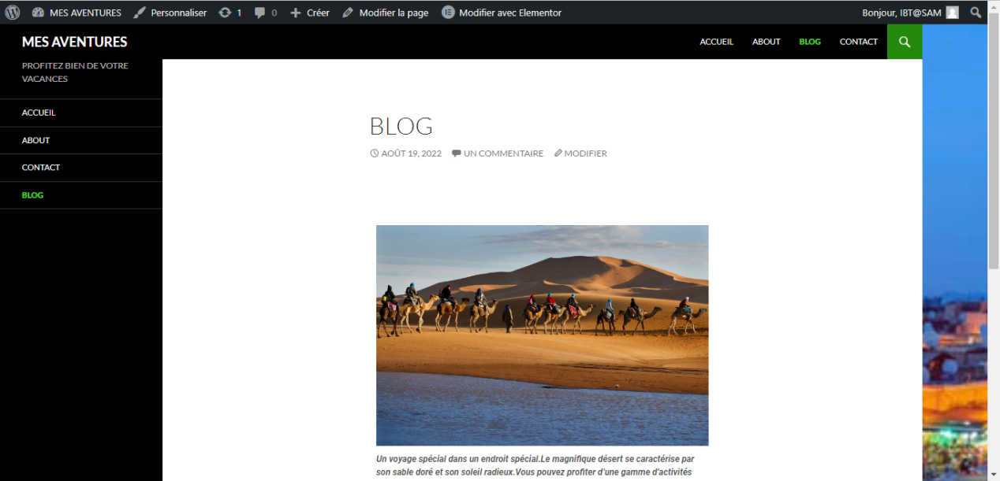 MES AVENTURES Personnaliser 1 0 Créer Modifier la page Modifier avec Elementor Bonjour, IBT@SAM
MES AVENTURES ACCUEIL ABOUT BLOG CONTACT
PROFITEZ BIEN DE VOTRE
VACANCES
ACCUEIL
ABOUT
CONTACT
BLOG
BLOG
AOÛT 19, 2022 UN COMMENTAIRE MODIFIER
Un voyage spécial dans un endroit spécial.Le magnifique désert se caractérise par
son sable doré et son soleil radieux.Vous pouvez profiter d'une gamme d'activités